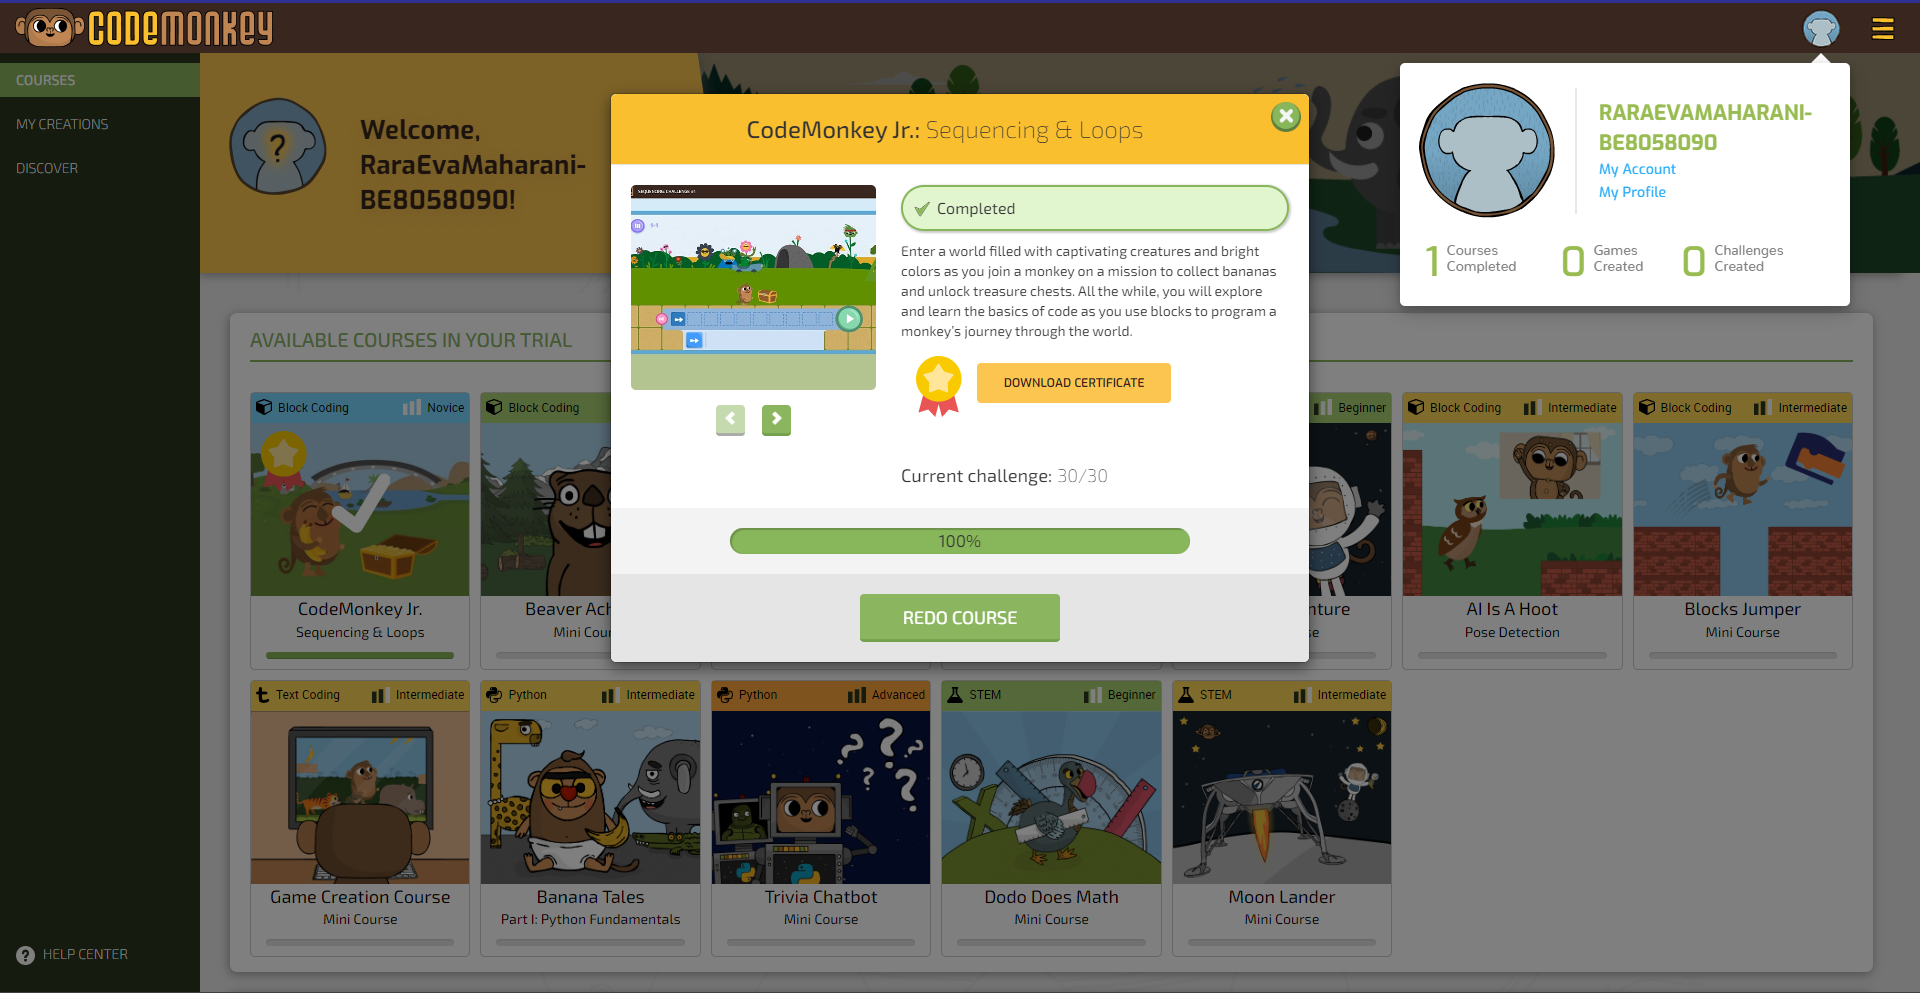 CODEMONKEY
COURSES
MY CREATIONS
DISCOVER
HELP CENTER
?
Welcome,
RaraEvaMaharani-
BE8058090!
RARAEVAMAHARANI-
BE8058090
My Account
My Profile
1 Courses Completed
0 Games Created
0 Challenges Created
CodeMonkey Jr.: Sequencing & Loops
SEQUENCING CHALLENGE #1
Completed
Enter a world filled with captivating creatures and bright
colors as you join a monkey on a mission to collect bananas
and unlock treasure chests. All the while, you will explore
and learn the basics of code as you use blocks to program a
monkey's journey through the world.
DOWNLOAD CERTIFICATE
Current challenge: 30/30
100%
REDO COURSE
AVAILABLE COURSES IN YOUR TRIAL
Block Coding Novice
CodeMonkey Jr.
Sequencing & Loops
Block Coding
Beaver Ach
Mini Cour
Beginner
nture
se
Block Coding Intermediate
AI Is A Hoot
Pose Detection
Block Coding Intermediate
Blocks Jumper
Mini Course
Text Coding Intermediate
Game Creation Course
Mini Course
Python Intermediate
Banana Tales
Part I: Python Fundamentals
Python Advanced
Trivia Chatbot
Mini Course
STEM Beginner
Dodo Does Math
Mini Course
STEM Intermediate
Moon Lander
Mini Course